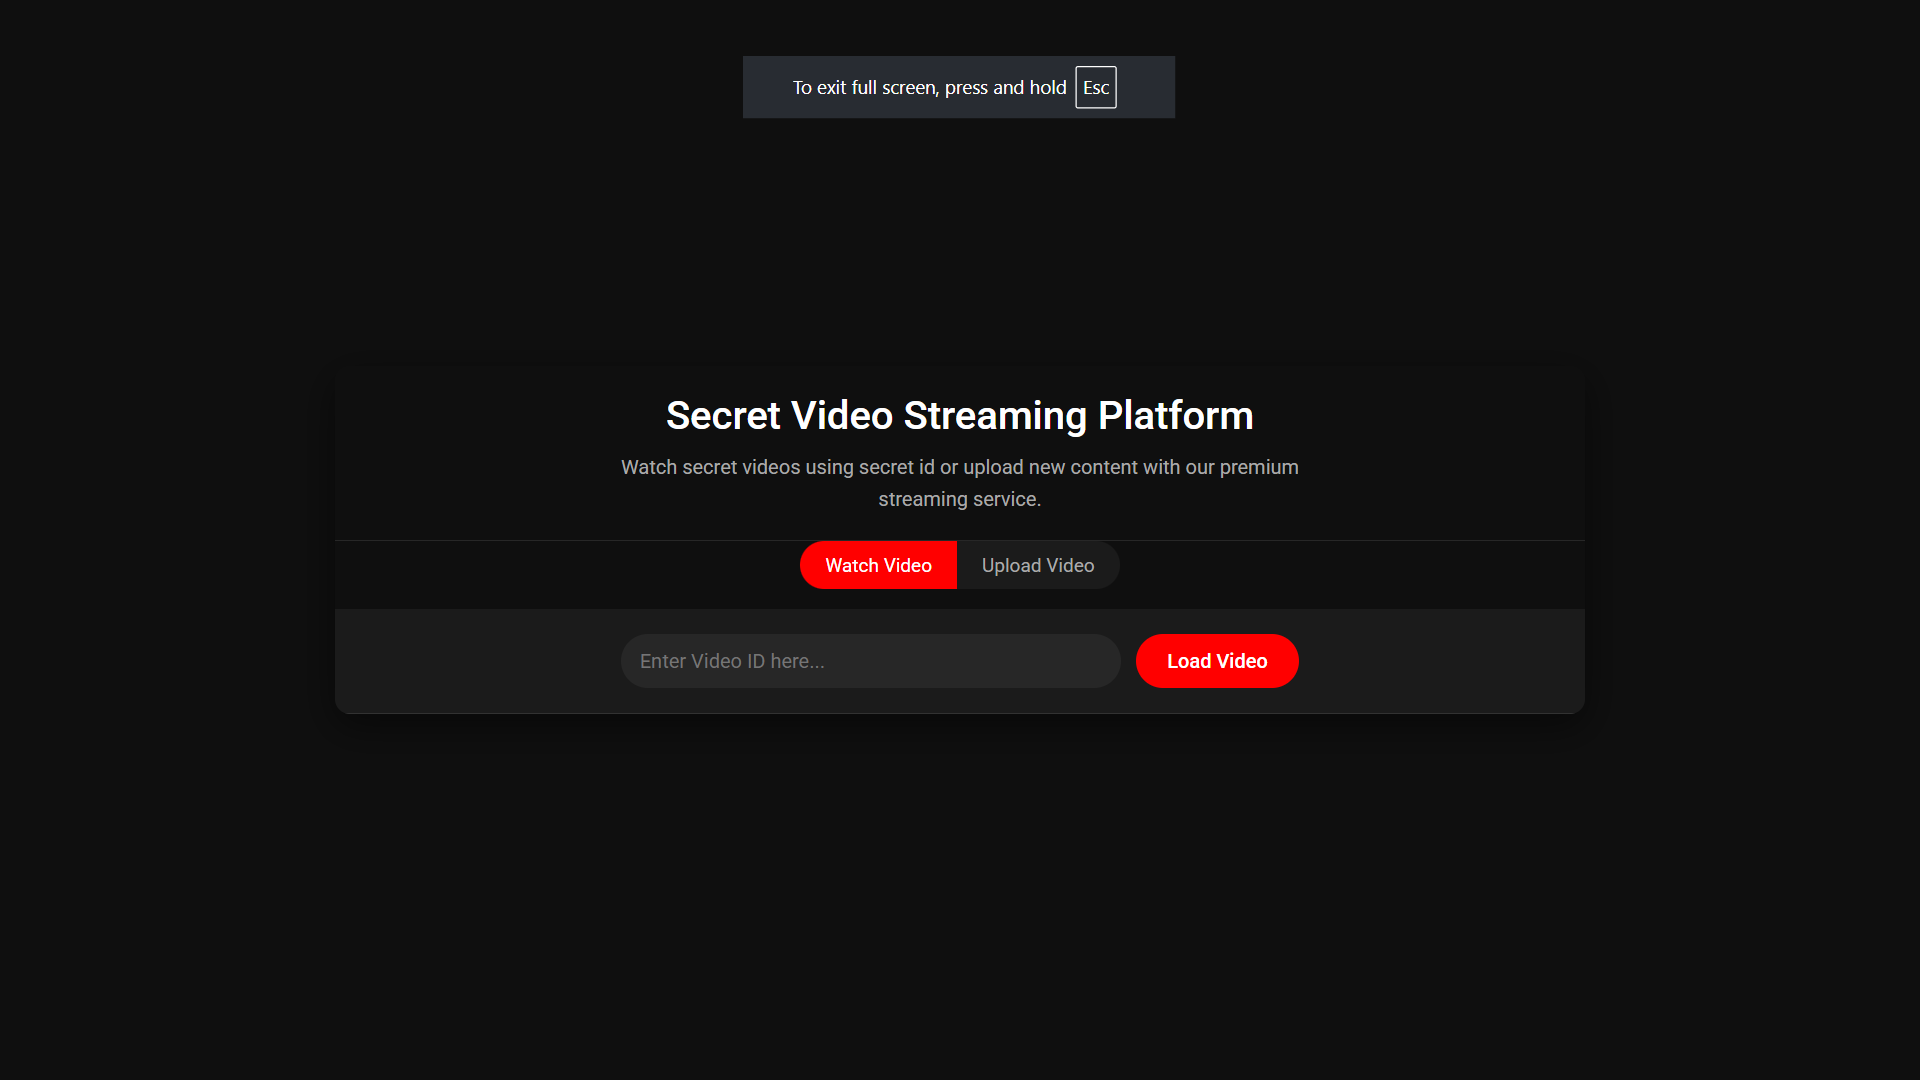 To exit full screen, press and hold Esc
Secret Video Streaming Platform
Watch secret videos using secret id or upload new content with our premium
streaming service.
Watch Video Upload Video
Enter Video ID here... Load Video